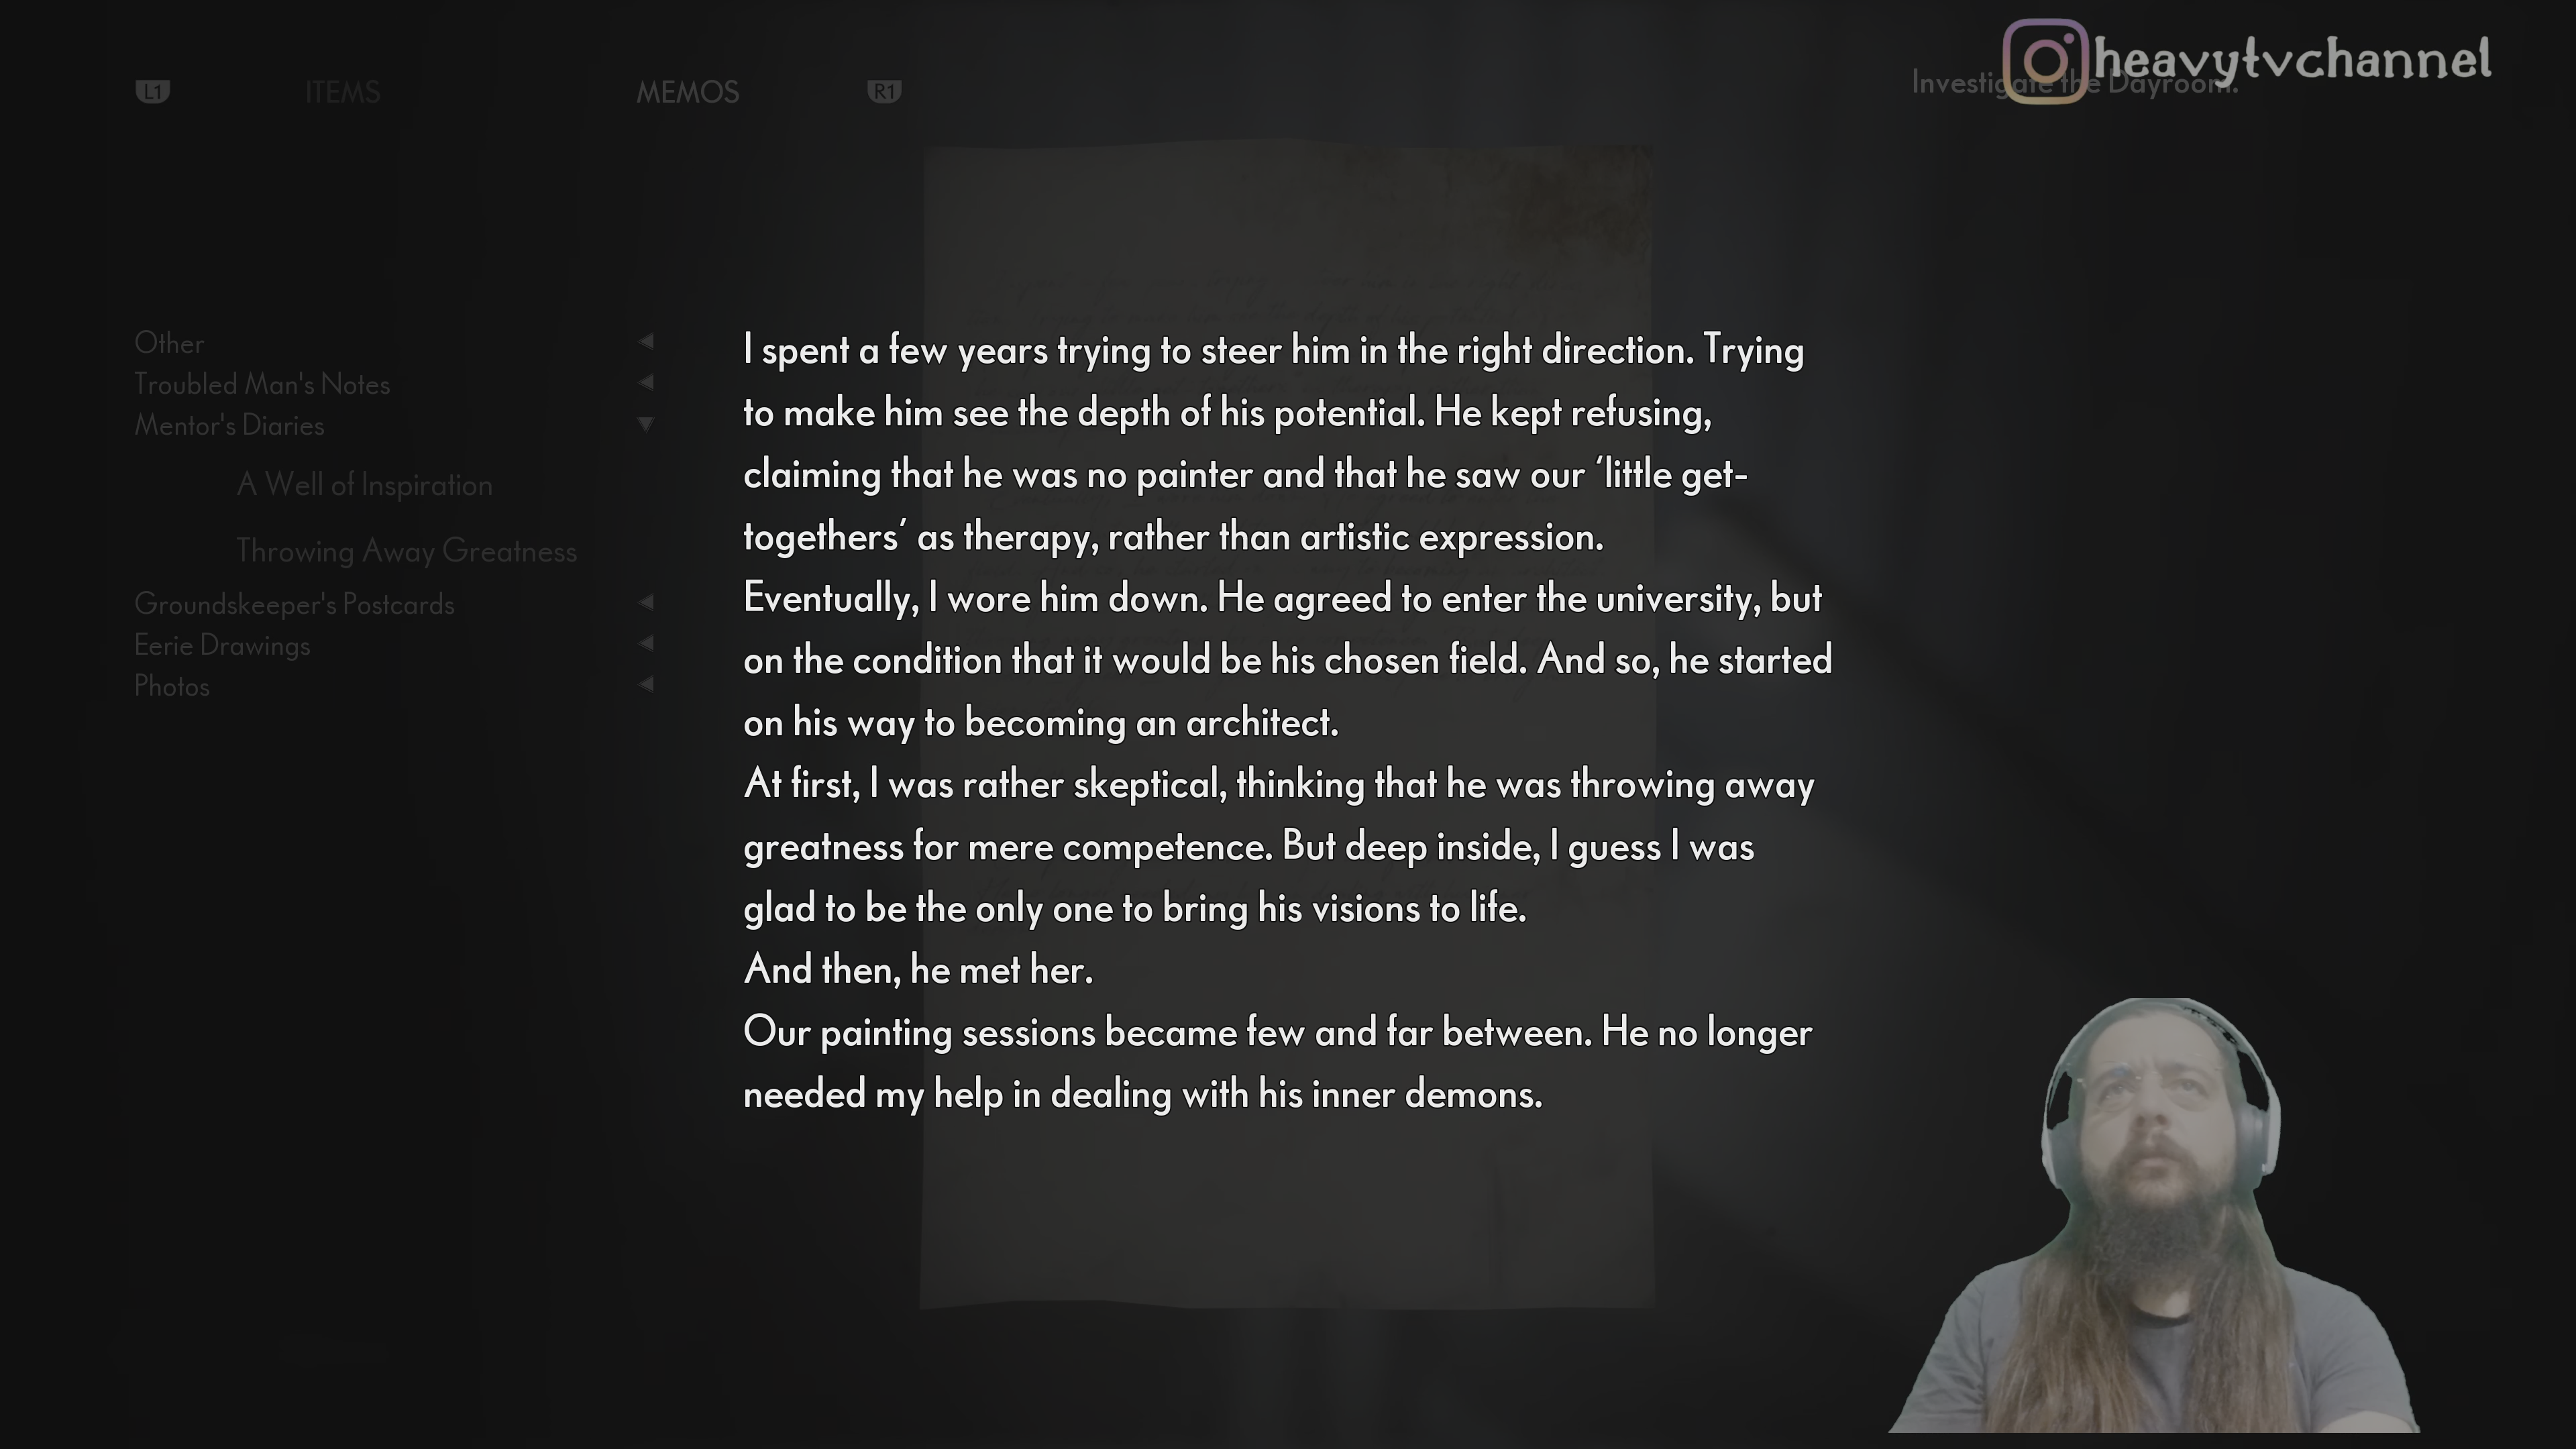 L1
ITEMS
MEMOS
R1
Investigate the Dayroom.
heavytvchannel
Other
Troubled Man's Notes
Mentor's Diaries
A Well of Inspiration
Throwing Away Greatness
Groundskeeper's Postcards
Eerie Drawings
Photos
I spent a few years trying to steer him in the right direction. Trying
to make him see the depth of his potential. He kept refusing,
claiming that he was no painter and that he saw our ‘little get-
togethers’ as therapy, rather than artistic expression.
Eventually, I wore him down. He agreed to enter the university, but
on the condition that it would be his chosen field. And so, he started
on his way to becoming an architect.
At first, I was rather skeptical, thinking that he was throwing away
greatness for mere competence. But deep inside, I guess I was
glad to be the only one to bring his visions to life.
And then, he met her.
Our painting sessions became few and far between. He no longer
needed my help in dealing with his inner demons.